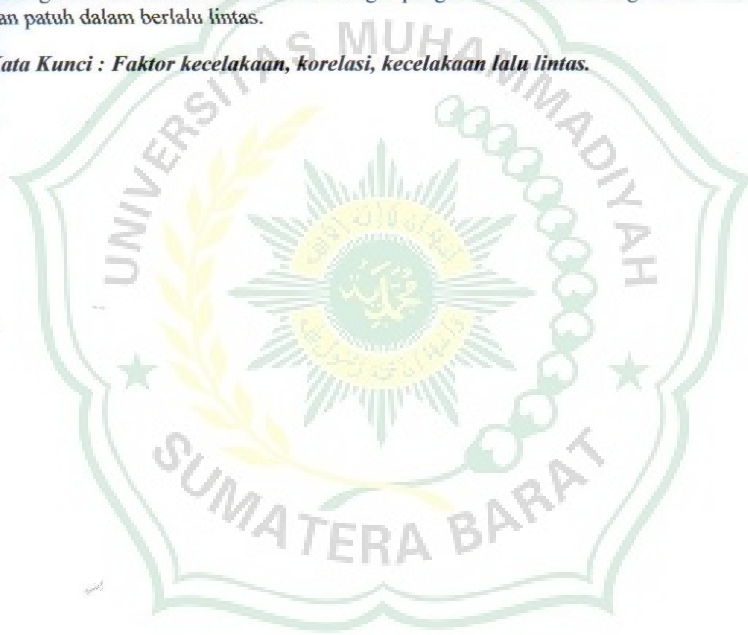 an patuh dalam berlalu lintas.
ata Kunci : Faktor kecelakaan, korelasi, kecelakaan lalu lintas.
UNIVERSITAS MUHAMMADIYAH
SUMATERA BARAT